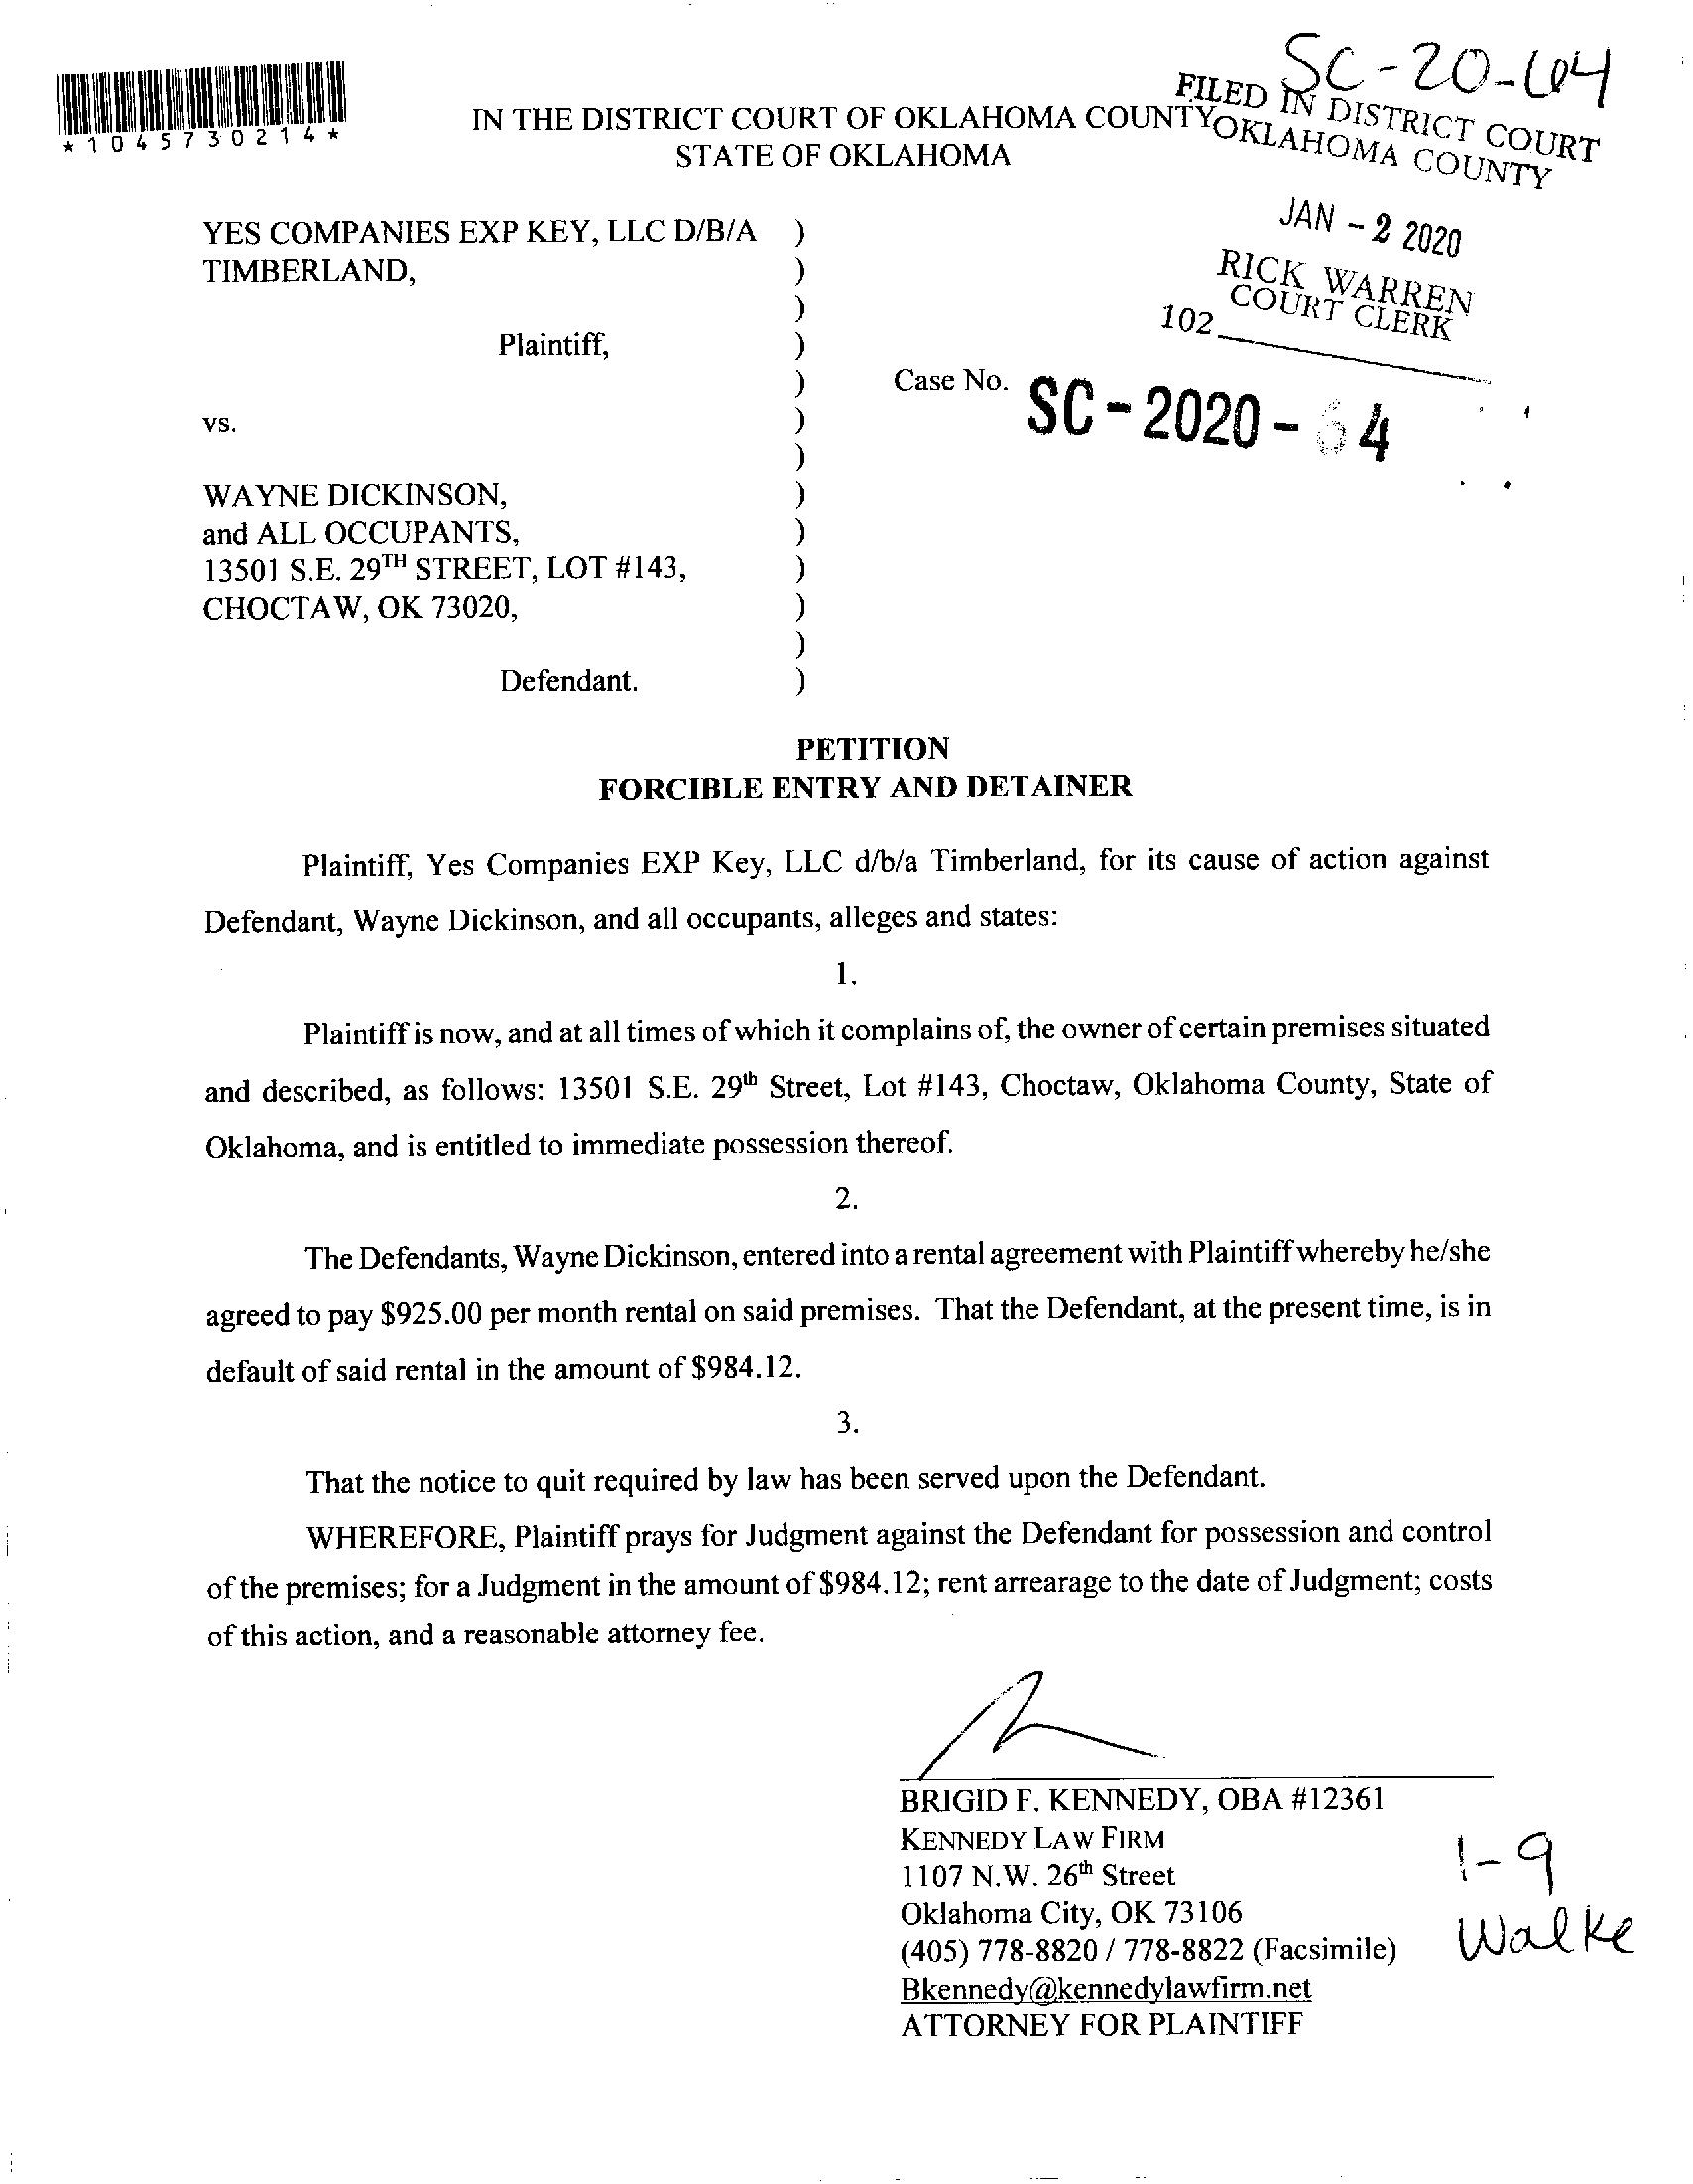 SC-20-64
*1045730214*
IN THE DISTRICT COURT OF OKLAHOMA COUNTY
STATE OF OKLAHOMA
FILED IN DISTRICT COURT
OKLAHOMA COUNTY
JAN - 2 2020
RICK WARREN
COURT CLERK
102
YES COMPANIES EXP KEY, LLC D/B/A )
TIMBERLAND, )
)
Plaintiff, )
) Case No. SC - 2020 - 64
vs. )
)
WAYNE DICKINSON, )
and ALL OCCUPANTS, )
13501 S.E. 29TH STREET, LOT #143, )
CHOCTAW, OK 73020, )
)
Defendant. )
PETITION
FORCIBLE ENTRY AND DETAINER
Plaintiff, Yes Companies EXP Key, LLC d/b/a Timberland, for its cause of action against
Defendant, Wayne Dickinson, and all occupants, alleges and states:
1.
Plaintiff is now, and at all times of which it complains of, the owner of certain premises situated
and described, as follows: 13501 S.E. 29th Street, Lot #143, Choctaw, Oklahoma County, State of
Oklahoma, and is entitled to immediate possession thereof.
2.
The Defendants, Wayne Dickinson, entered into a rental agreement with Plaintiff whereby he/she
agreed to pay $925.00 per month rental on said premises. That the Defendant, at the present time, is in
default of said rental in the amount of $984.12.
3.
That the notice to quit required by law has been served upon the Defendant.
WHEREFORE, Plaintiff prays for Judgment against the Defendant for possession and control
of the premises; for a Judgment in the amount of $984.12; rent arrearage to the date of Judgment; costs
of this action, and a reasonable attorney fee.
BRIGID F. KENNEDY, OBA #12361
KENNEDY LAW FIRM
1107 N.W. 26th Street
Oklahoma City, OK 73106
(405) 778-8820 / 778-8822 (Facsimile)
Bkennedy@kennedylawfirm.net
ATTORNEY FOR PLAINTIFF
1-9
Walke